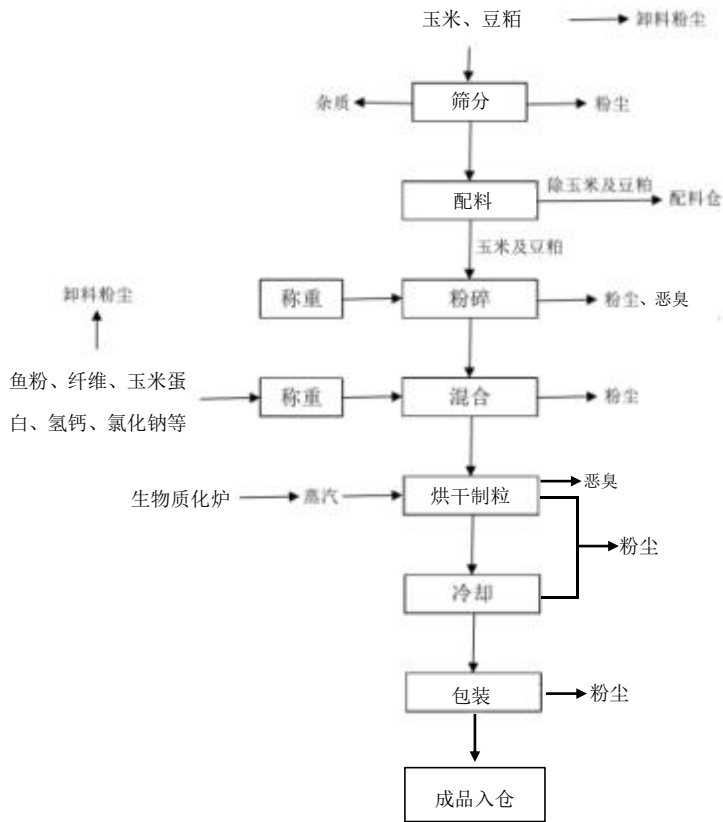 玉米、豆粕
卸料粉尘
杂质
筛分
粉尘
配料
除玉米及豆粕
配料仓
玉米及豆粕
称重
粉碎
粉尘、恶臭
卸料粉尘
鱼粉、纤维、玉米蛋
白、氢钙、氯化钠等
称重
混合
粉尘
生物质化炉
蒸汽
烘干制粒
恶臭
粉尘
冷却
包装
粉尘
成品入仓